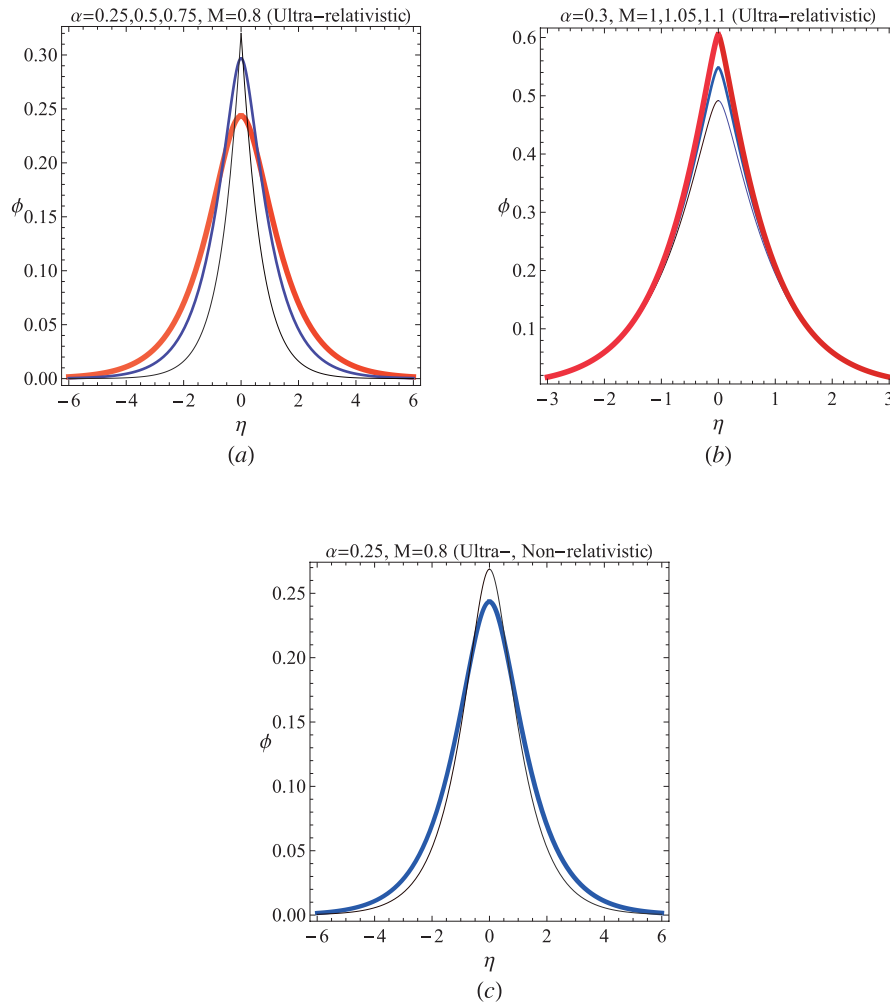 α=0.25,0.5,0.75, M=0.8 (Ultra−relativistic)
0.30
0.25
0.20
0.15
0.10
0.05
0.00
ϕ
−6 −4 −2 0 2 4 6
η
(a)
α=0.3, M=1,1.05,1.1 (Ultra−relativistic)
0.6
0.5
0.4
0.3
0.2
0.1
ϕ
−3 −2 −1 0 1 2 3
η
(b)
α=0.25, M=0.8 (Ultra−, Non−relativistic)
0.25
0.20
0.15
0.10
0.05
0.00
ϕ
−6 −4 −2 0 2 4 6
η
(c)